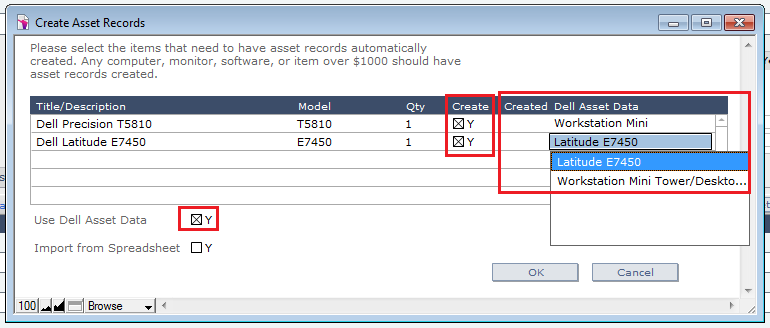 Create Asset Records
Please select the items that need to have asset records automatically
created. Any computer, monitor, software, or item over $1000 should have
asset records created.
Title/Description Model Qty Create Created Dell Asset Data
Dell Precision T5810 T5810 1 Y Workstation Mini
Dell Latitude E7450 E7450 1 Y Latitude E7450
Latitude E7450
Workstation Mini Tower/Deskto...
Use Dell Asset Data Y
Import from Spreadsheet Y
OK Cancel
100 Browse